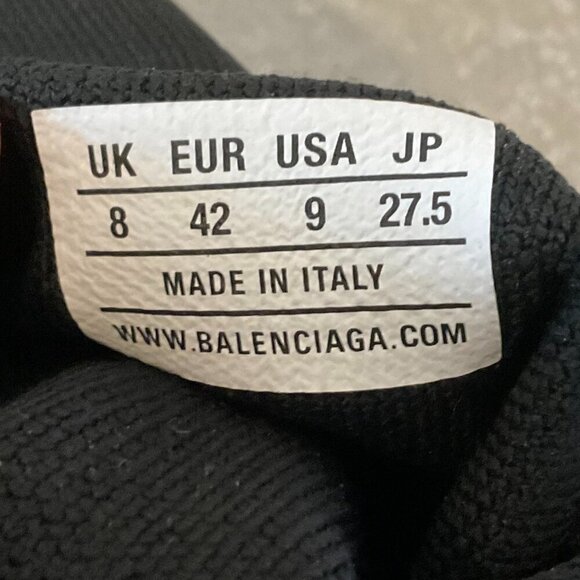 UK EUR USA JP
8 42 9 27.5
MADE IN ITALY
WWW.BALENCIAGA.COM